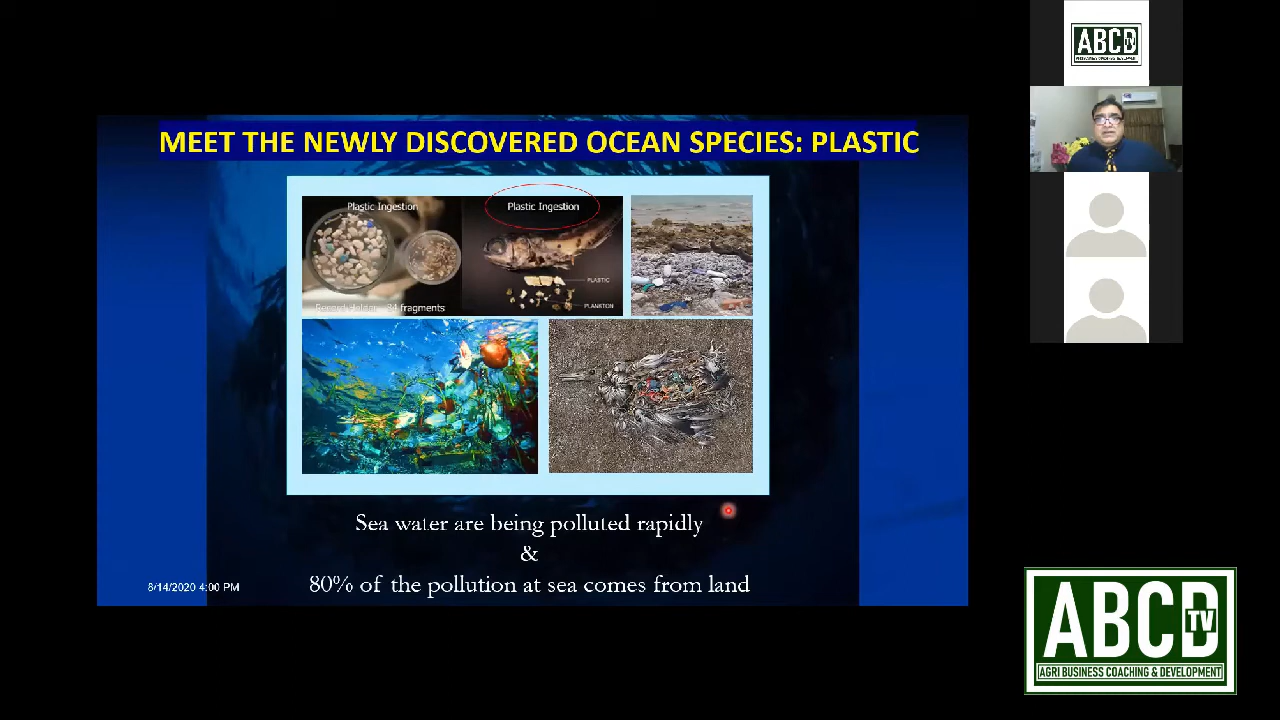 MEET THE NEWLY DISCOVERED OCEAN SPECIES: PLASTIC
Plastic Ingestion
Plastic Ingestion
PLASTIC
PLANKTON
fragments
Sea water are being polluted rapidly
&
80% of the pollution at sea comes from land
8/14/2020 4:00 PM
ABCD
TV
ABCD
TV
AGRI BUSINESS COACHING & DEVELOPMENT